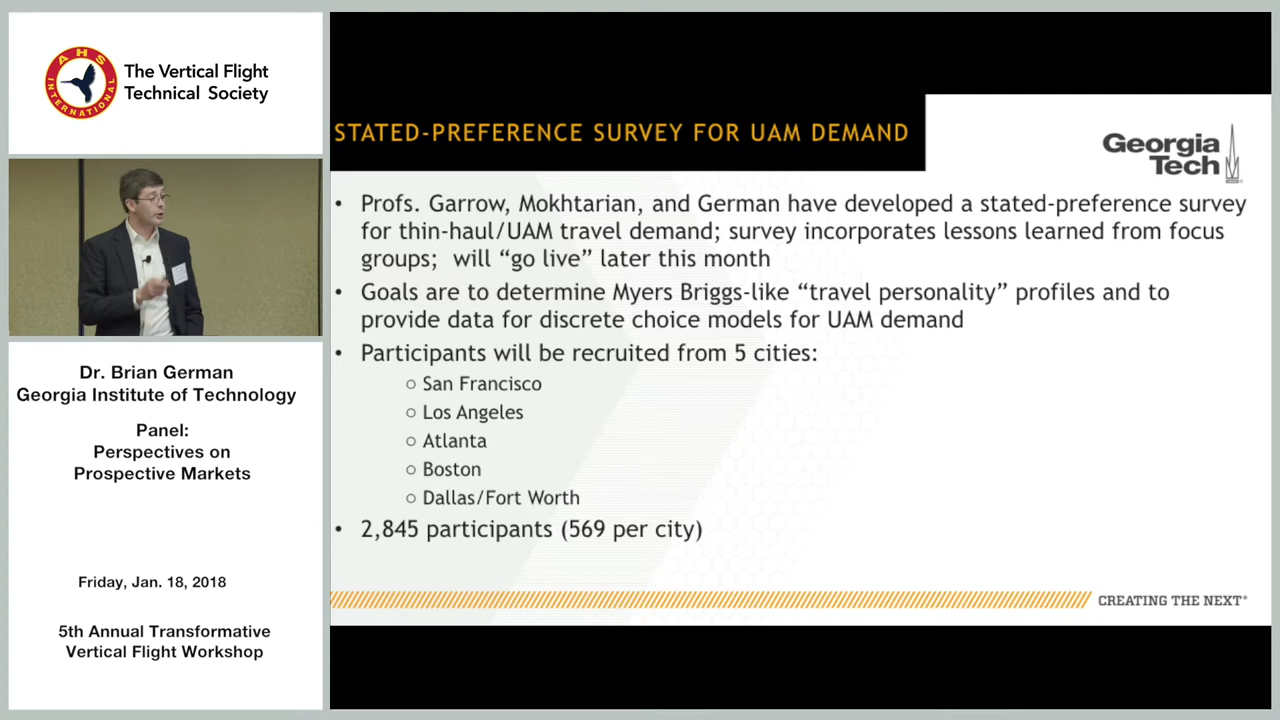 AHS
INTERNATIONAL
The Vertical Flight
Technical Society
Dr. Brian German
Georgia Institute of Technology
Panel:
Perspectives on
Prospective Markets
Friday, Jan. 18, 2018
5th Annual Transformative
Vertical Flight Workshop
STATED-PREFERENCE SURVEY FOR UAM DEMAND
Georgia
Tech
• Profs. Garrow, Mokhtarian, and German have developed a stated-preference survey
for thin-haul/UAM travel demand; survey incorporates lessons learned from focus
groups; will “go live” later this month
• Goals are to determine Myers Briggs-like “travel personality” profiles and to
provide data for discrete choice models for UAM demand
• Participants will be recruited from 5 cities:
○ San Francisco
○ Los Angeles
○ Atlanta
○ Boston
○ Dallas/Fort Worth
• 2,845 participants (569 per city)
CREATING THE NEXT®